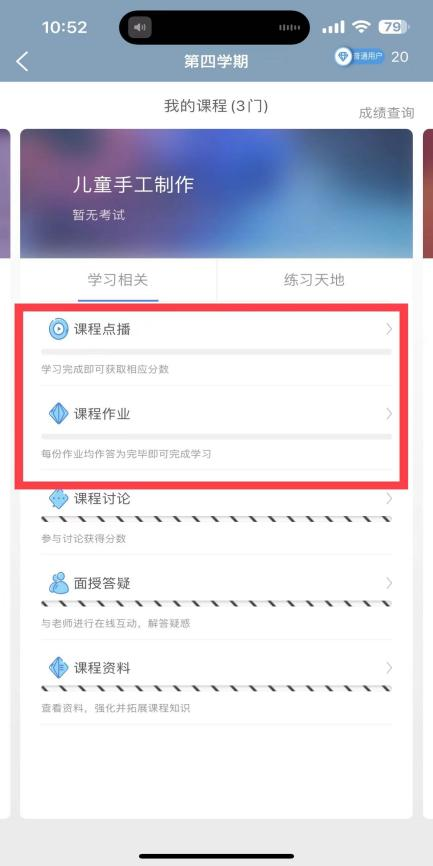 10:52
79
第四学期
普通用户
20
我的课程(3门)
成绩查询
儿童手工制作
暂无考试
学习相关
练习天地
课程点播
学习完成即可获取相应分数
课程作业
每份作业均作答为完毕即可完成学习
课程讨论
参与讨论获得分数
面授答疑
与老师进行在线互动，解答疑惑
课程资料
查看资料，强化并拓展课程知识